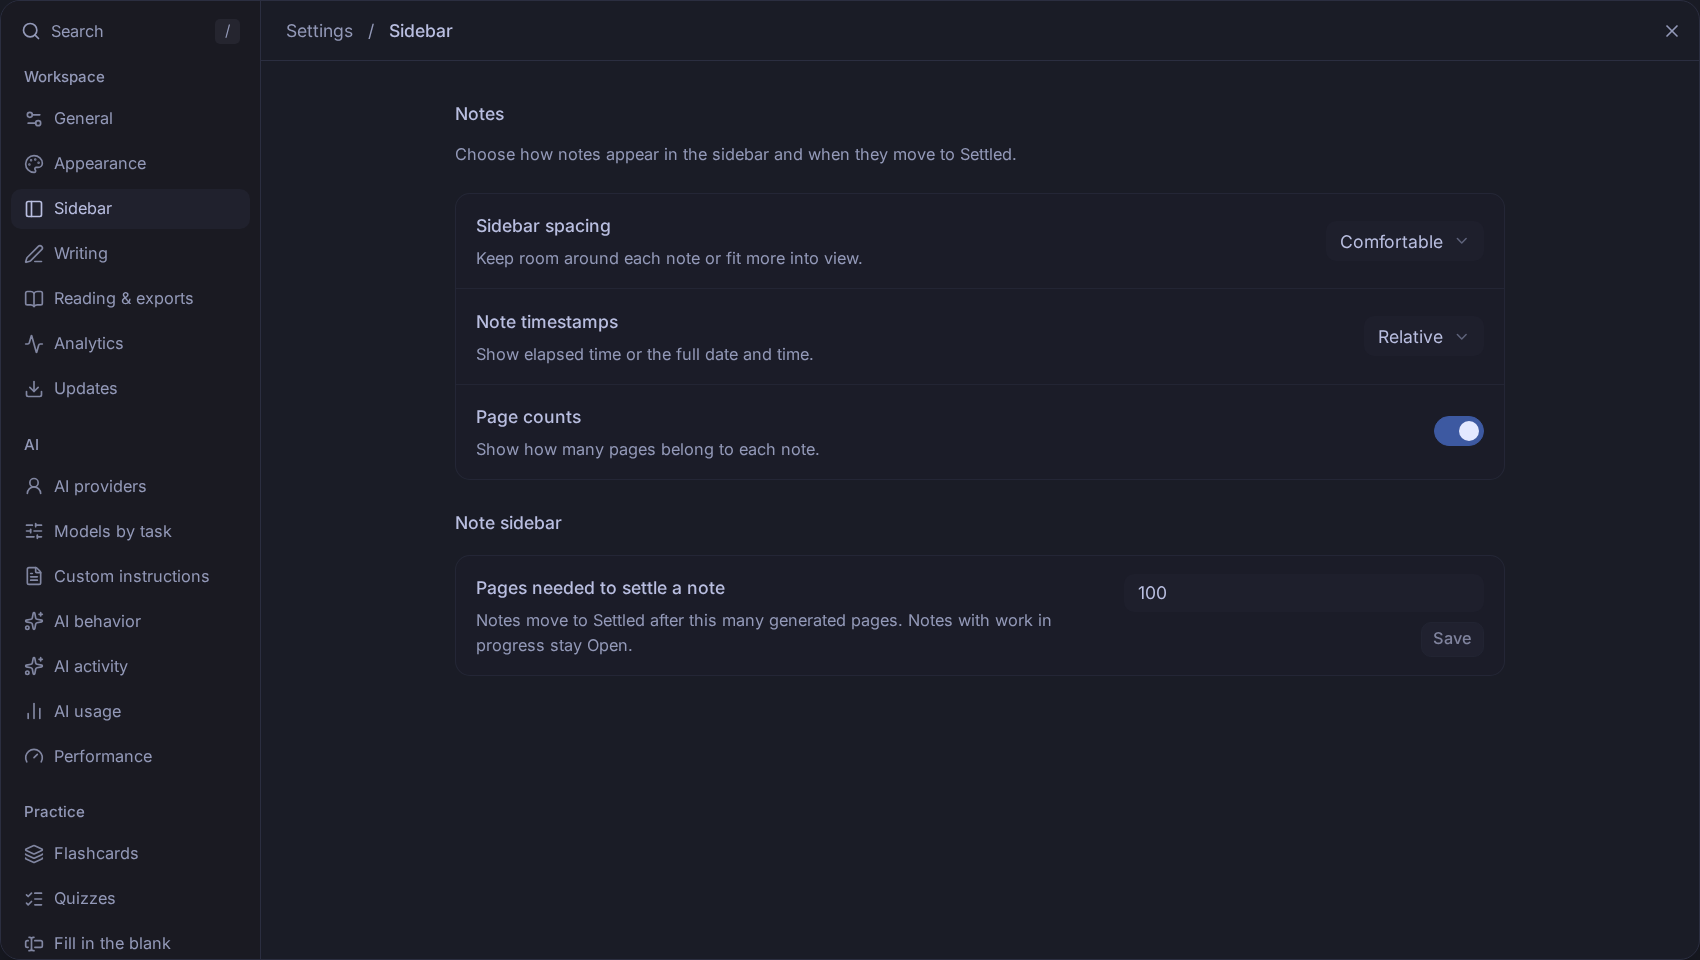 Search /
Workspace
General
Appearance
Sidebar
Writing
Reading & exports
Analytics
Updates
AI
AI providers
Models by task
Custom instructions
AI behavior
AI activity
AI usage
Performance
Practice
Flashcards
Quizzes
Fill in the blank
Settings / Sidebar
Notes
Choose how notes appear in the sidebar and when they move to Settled.
Sidebar spacing
Keep room around each note or fit more into view.
Comfortable
Note timestamps
Show elapsed time or the full date and time.
Relative
Page counts
Show how many pages belong to each note.
Note sidebar
Pages needed to settle a note
Notes move to Settled after this many generated pages. Notes with work in
progress stay Open.
100
Save